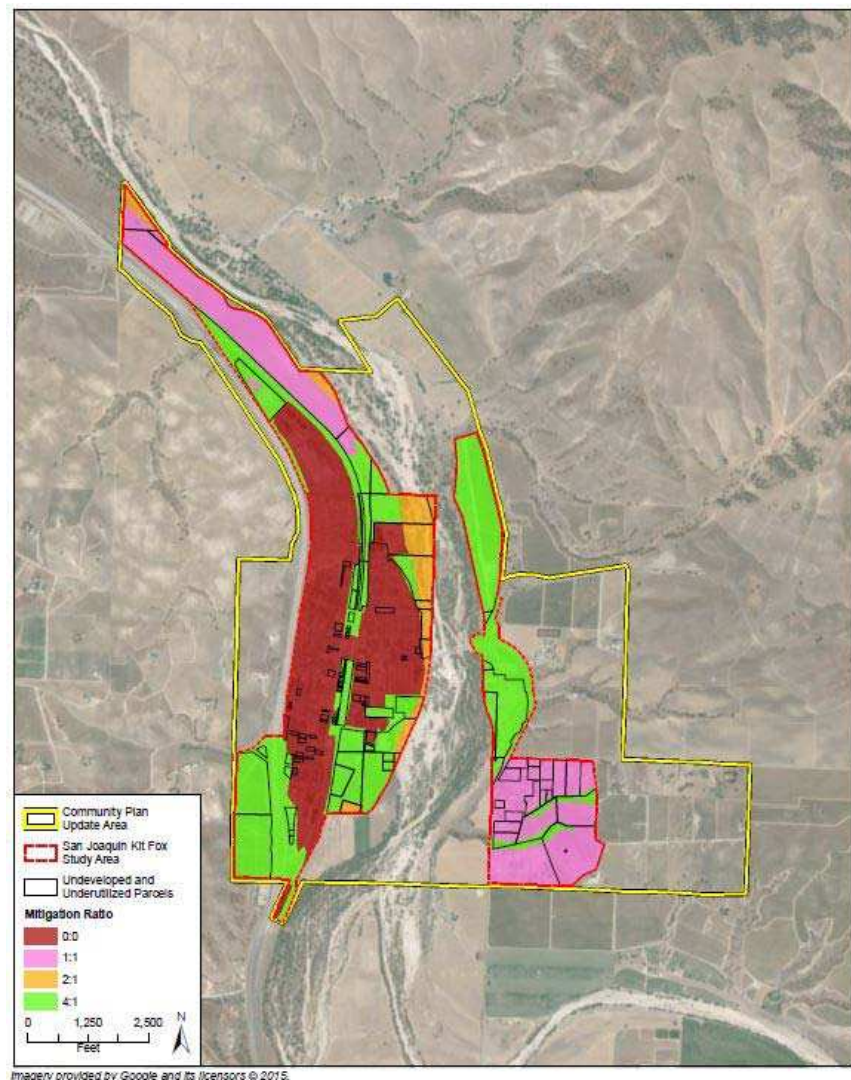 Community Plan
Update Area
San Joaquin Kit Fox
Study Area
Undeveloped and
Underutilized Parcels
Mitigation Ratio
0:0
1:1
2:1
4:1
0 1,250 2,500
Feet
N
Imagery provided by Google and its licensors © 2015.